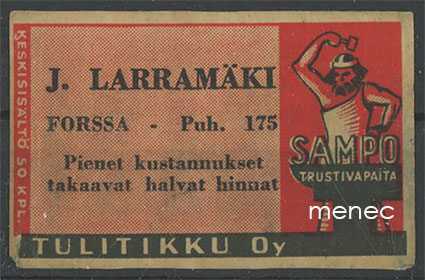 KESKISISÄLTÖ 50 KPL.
J. LARRAMÄKI
FORSSA - Puh. 175
Pienet kustannukset
takaavat halvat hinnat
SAMPO
TRUSTIVAPAITA
menec
TULITIKKU Oy